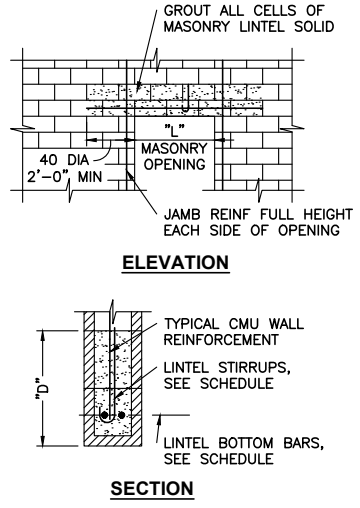 GROUT ALL CELLS OF
MASONRY LINTEL SOLID
"L"
MASONRY
OPENING
40 DIA
2'-0" MIN
JAMB REINF FULL HEIGHT
EACH SIDE OF OPENING
ELEVATION
TYPICAL CMU WALL
REINFORCEMENT
LINTEL STIRRUPS,
SEE SCHEDULE
"D"
LINTEL BOTTOM BARS,
SEE SCHEDULE
SECTION